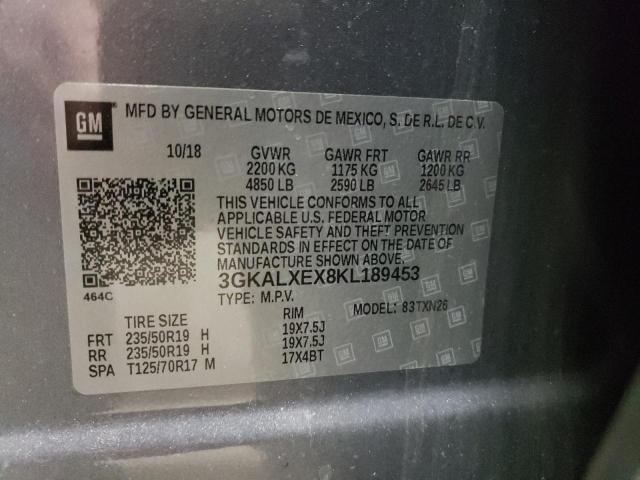 GM
MFD BY GENERAL MOTORS DE MEXICO, S. DE R.L. DE C.V.
10/18 GVWR GAWR FRT GAWR RR
2200 KG 1175 KG 1200 KG
4850 LB 2590 LB 2645 LB
THIS VEHICLE CONFORMS TO ALL
APPLICABLE U.S. FEDERAL MOTOR
VEHICLE SAFETY AND THEFT PREVENTION
STANDARDS IN EFFECT ON THE DATE OF
MANUFACTURE SHOWN ABOVE.
3GKALXEX8KL189453
464C
TYPE: M.P.V. MODEL: 83TXN26
TIRE SIZE RIM
FRT 235/50R19 H 19X7.5J
RR 235/50R19 H 19X7.5J
SPA T125/70R17 M 17X4BT